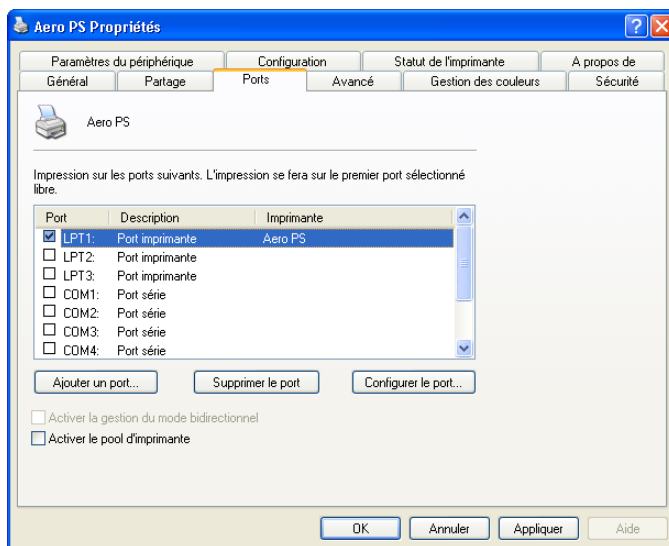 Aero PS Propriétés
Paramètres du périphérique Configuration Statut de l'imprimante A propos de
Général Partage Ports Avancé Gestion des couleurs Sécurité
Aero PS
Impression sur les ports suivants. L'impression se fera sur le premier port sélectionné
libre.
Port Description Imprimante
LPT1: Port imprimante Aero PS
LPT2: Port imprimante
LPT3: Port imprimante
COM1: Port série
COM2: Port série
COM3: Port série
COM4: Port série
Ajouter un port... Supprimer le port Configurer le port...
Activer la gestion du mode bidirectionnel
Activer le pool d'imprimante
OK Annuler Appliquer Aide